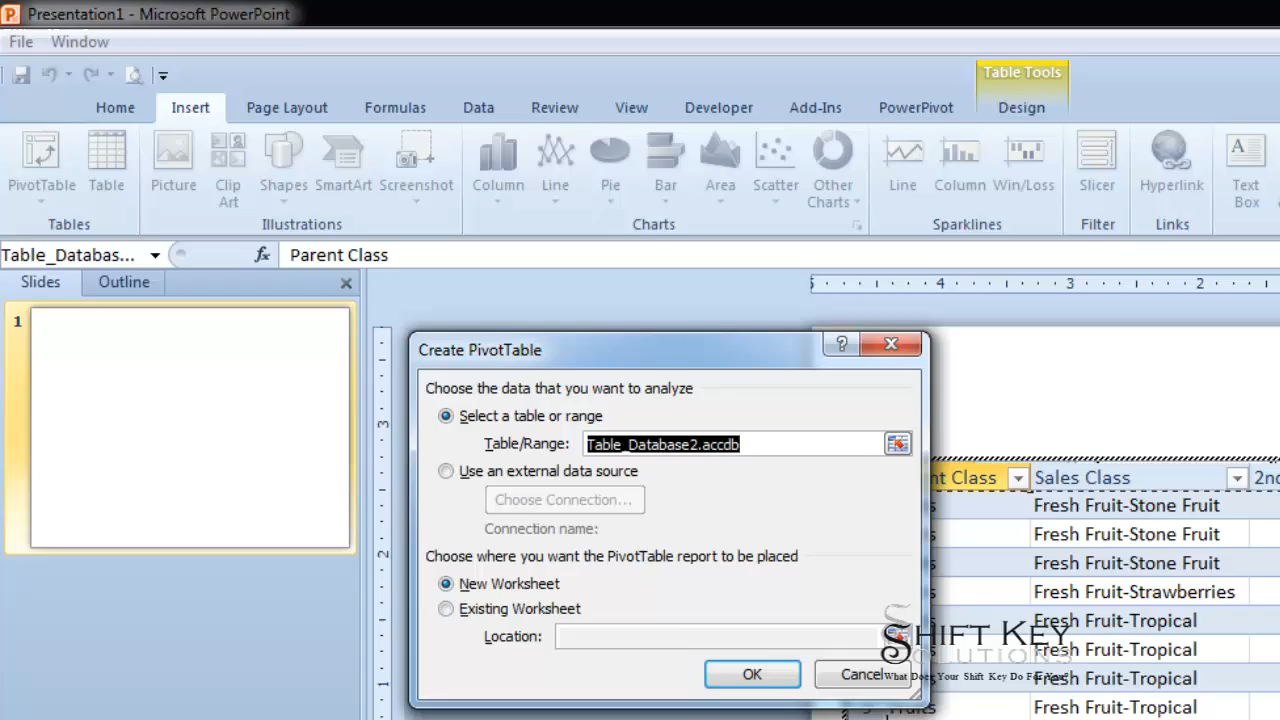 Presentation1 - Microsoft PowerPoint
File Window
Table Tools
Home Insert Page Layout Formulas Data Review View Developer Add-Ins PowerPivot Design
PivotTable Table Picture Clip Art Shapes SmartArt Screenshot Column Line Pie Bar Area Scatter Other Charts Line Column Win/Loss Slicer Hyperlink Text Box
Tables Illustrations Charts Sparklines Filter Links
Table_Databas... fx Parent Class
Slides Outline
4 3 2
1
3
2
1
Create PivotTable
Choose the data that you want to analyze
Select a table or range
Table/Range: Table_Database2.accdb
Use an external data source
Choose Connection...
Connection name:
Choose where you want the PivotTable report to be placed
New Worksheet
Existing Worksheet
Location:
OK Cancel
Class Sales Class 2nd
Fresh Fruit-Stone Fruit
Fresh Fruit-Stone Fruit
Fresh Fruit-Stone Fruit
Fresh Fruit-Strawberries
Fresh Fruit-Tropical
Fresh Fruit-Tropical
Fresh Fruit-Tropical
Fresh Fruit-Tropical
Shift Key
Solutions
What Does Your Shift Key Do For You?